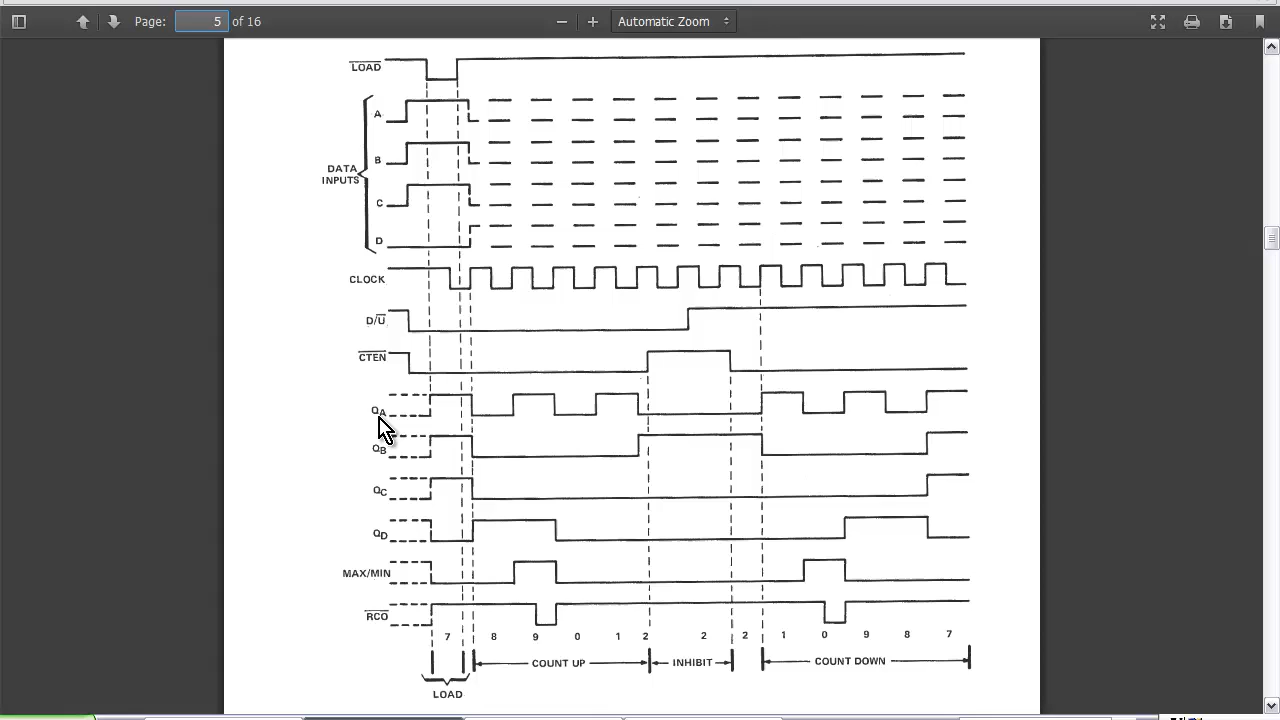 Page: 5 of 16 Automatic Zoom
LOAD
A
B
DATA
INPUTS
C
D
CLOCK
D/U
CTEN
QA
QB
QC
QD
MAX/MIN
RCO
7 8 9 0 1 2 2 2 1 0 9 8 7
COUNT UP INHIBIT COUNT DOWN
LOAD